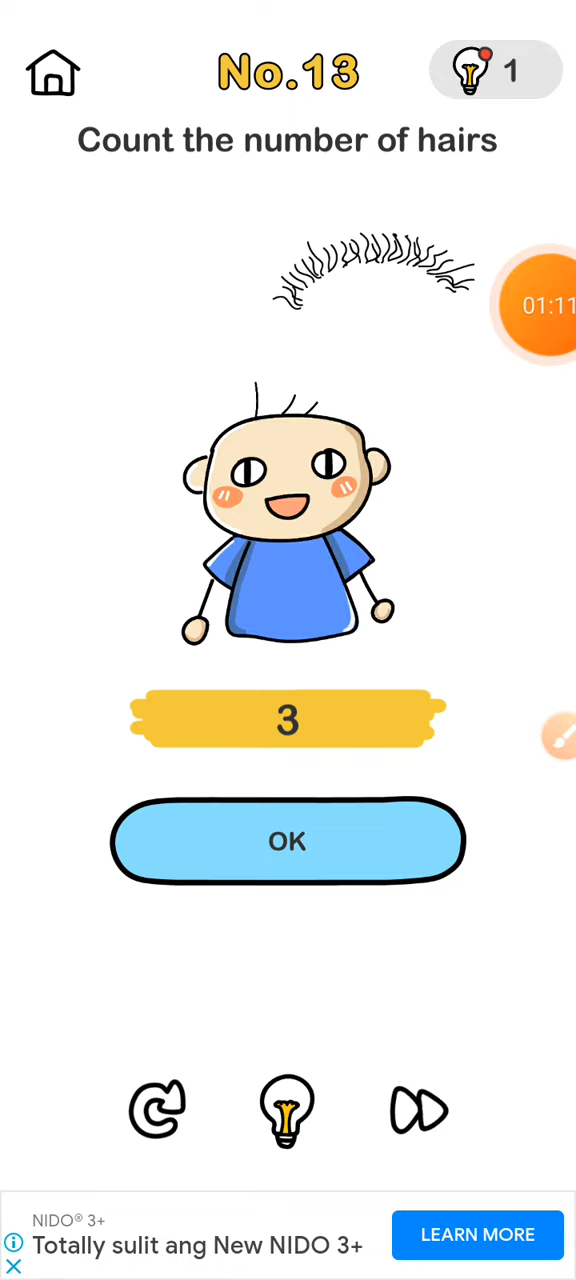 No.13
1
Count the number of hairs
01:11
3
OK
NIDO® 3+
Totally sulit ang New NIDO 3+
LEARN MORE